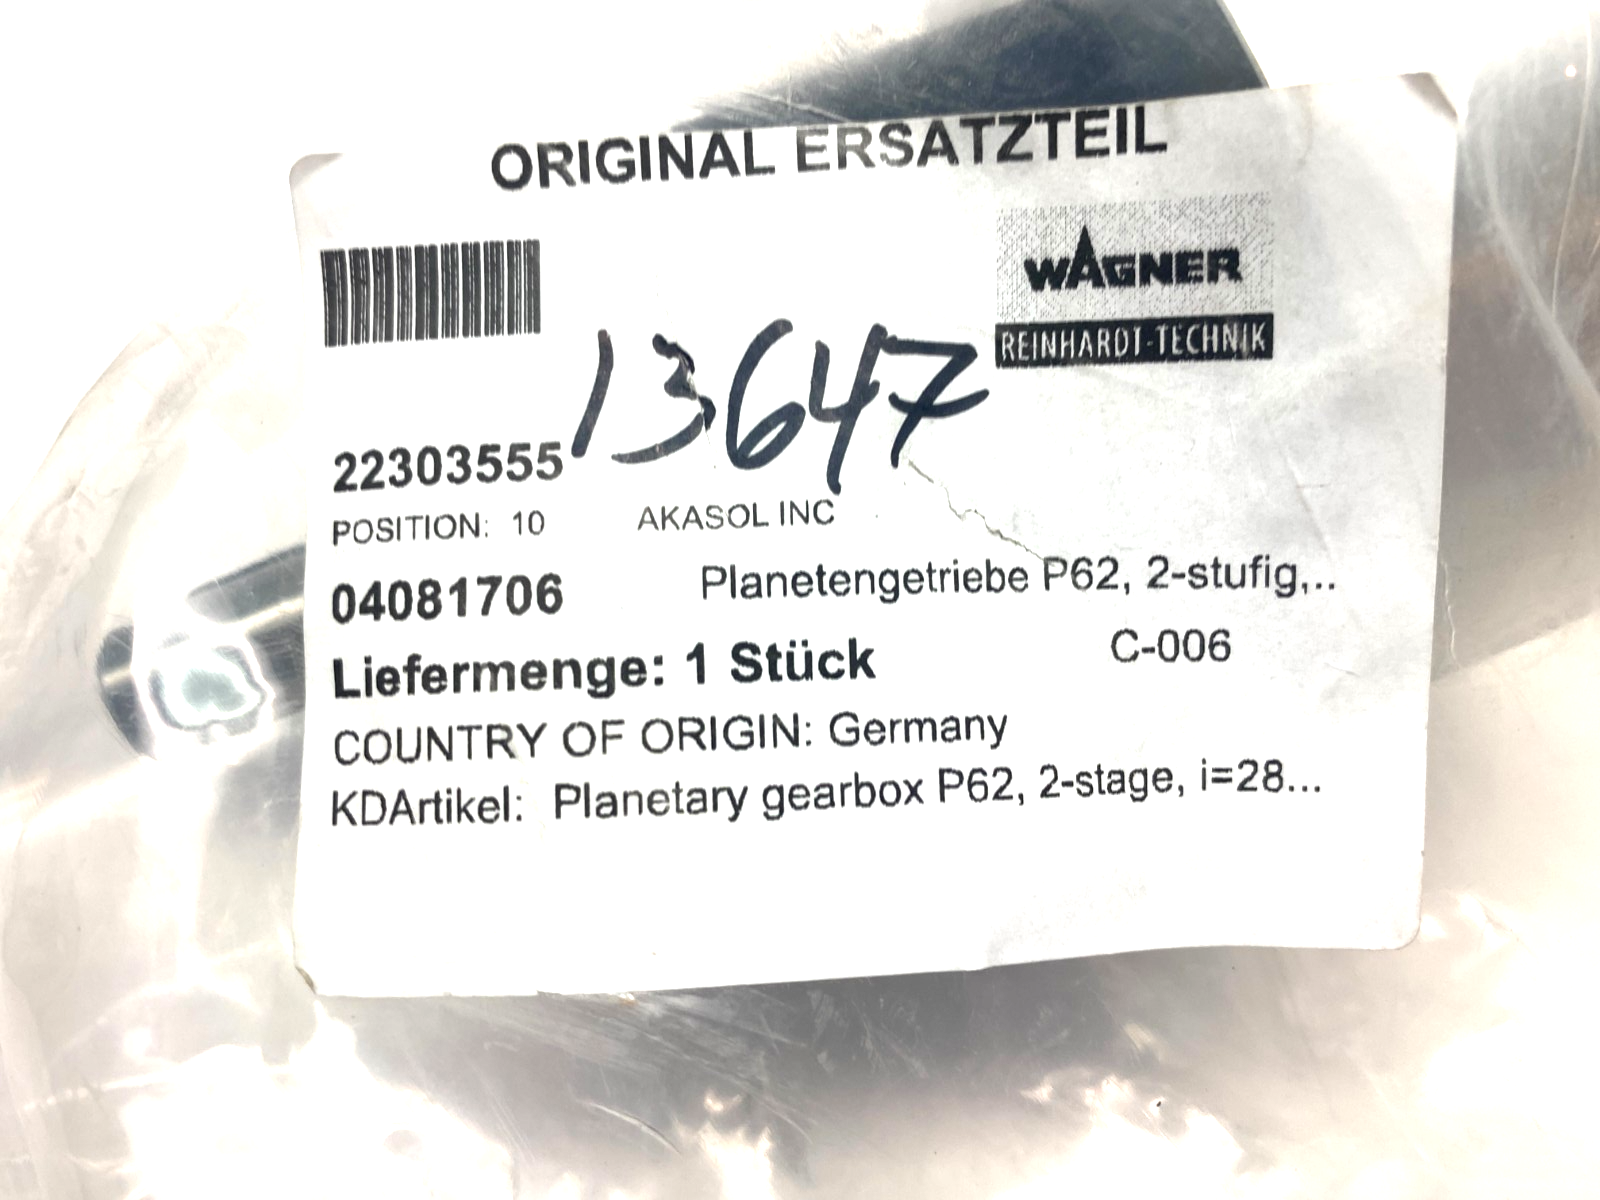 ORIGINAL ERSATZTEIL
WAGNER
REINHARDT-TECHNIK
13647
22303555
POSITION: 10 AKASOL INC
04081706 Planetengetriebe P62, 2-stufig,..
Liefermenge: 1 Stück C-006
COUNTRY OF ORIGIN: Germany
KDArtikel: Planetary gearbox P62, 2-stage, i=28...